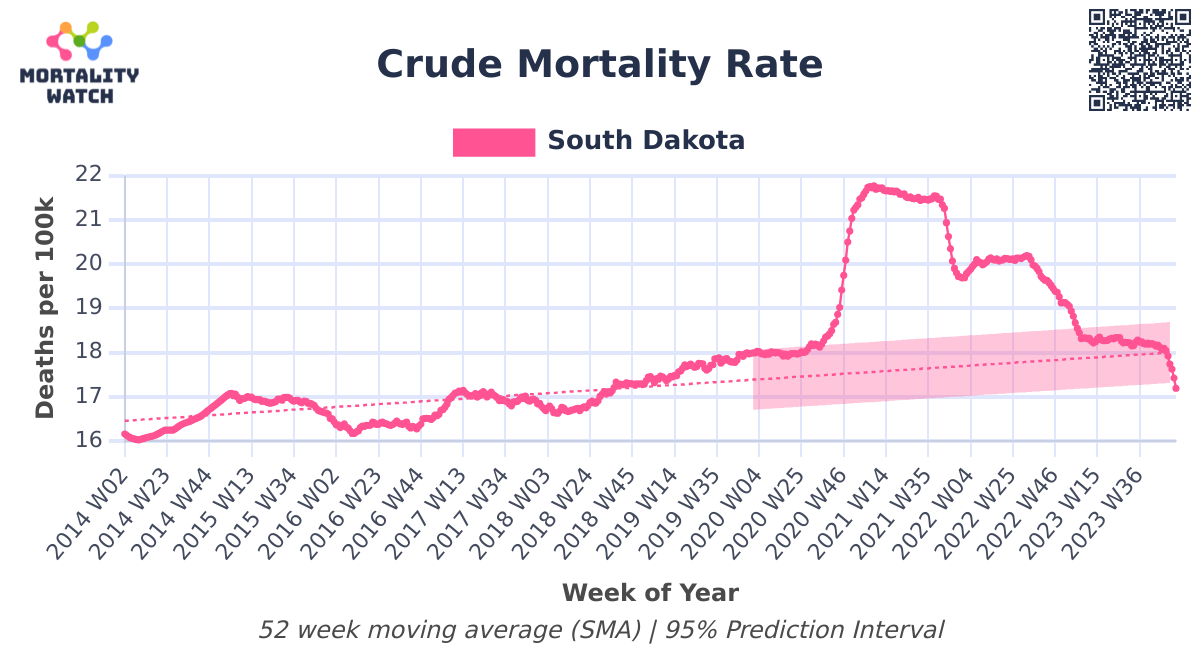 MORTALITY
WATCH
Crude Mortality Rate
South Dakota
Deaths per 100k
22
21
20
19
18
17
16
2014 W02
2014 W23
2014 W44
2015 W13
2015 W34
2016 W02
2016 W23
2016 W44
2017 W13
2017 W34
2018 W03
2018 W24
2018 W45
2019 W14
2019 W35
2020 W04
2020 W25
2020 W46
2021 W14
2021 W35
2022 W04
2022 W25
2022 W46
2023 W15
2023 W36
Week of Year
52 week moving average (SMA) | 95% Prediction Interval